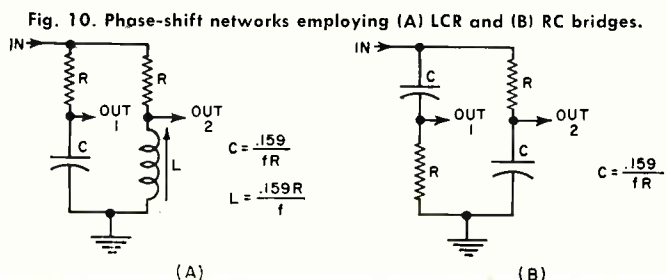 Fig. 10. Phase-shift networks employing (A) LCR and (B) RC bridges.
IN
R
R
OUT
1
OUT
2
C
L
C = .159 / fR
L = .159R / f
(A)
IN
C
R
OUT
1
OUT
2
R
C
C = .159 / fR
(B)